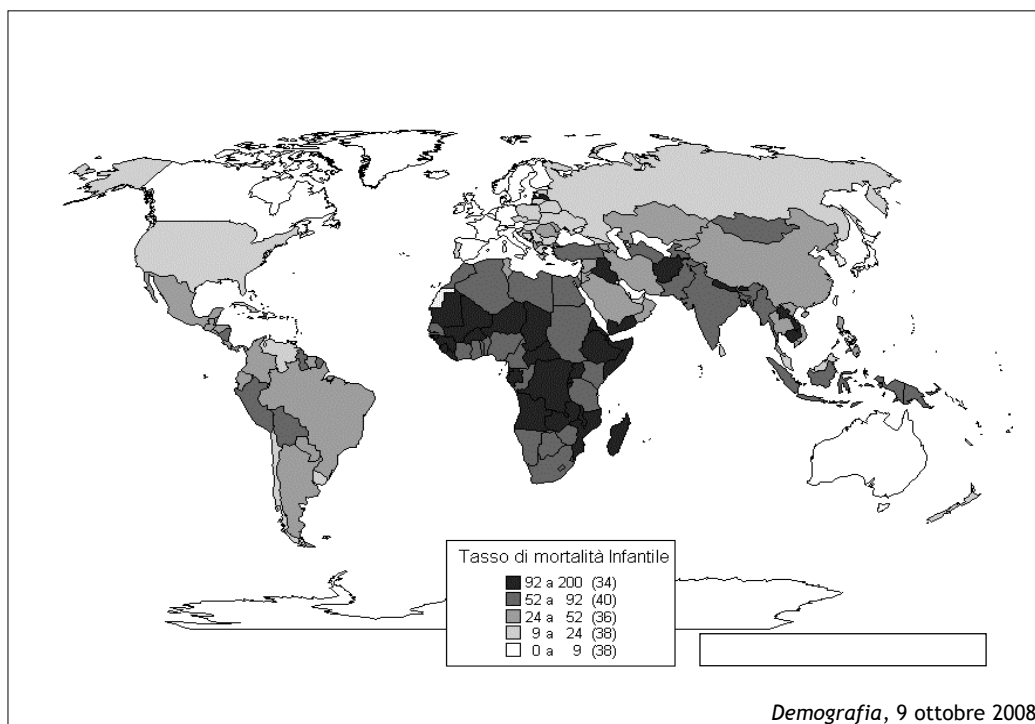 Tasso di mortalità Infantile
92 a 200 (34)
52 a 92 (40)
24 a 52 (36)
9 a 24 (38)
0 a 9 (38)
Demografia, 9 ottobre 2008